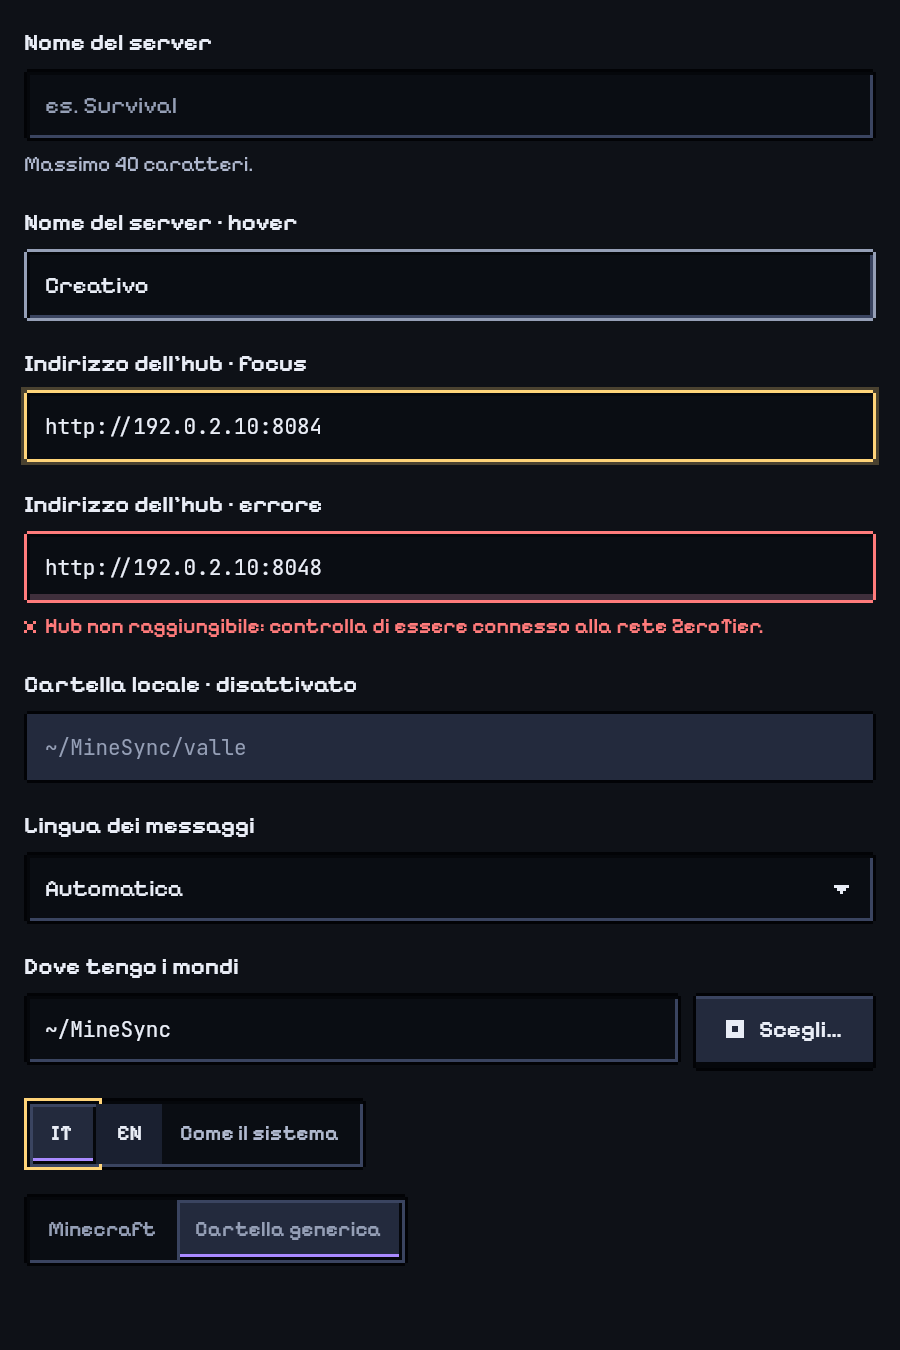 Nome del server
es. Survival
Massimo 40 caratteri.
Nome del server · hover
Creativo
Indirizzo dell'hub · focus
http://192.0.2.10:8084
Indirizzo dell'hub · errore
http://192.0.2.10:8048
Hub non raggiungibile: controlla di essere connesso alla rete ZeroTier.
Cartella locale · disattivato
~/MineSync/valle
Lingua dei messaggi
Automatica
Dove tengo i mondi
~/MineSync
Scegli…
IT EN Come il sistema
Minecraft Cartella generica